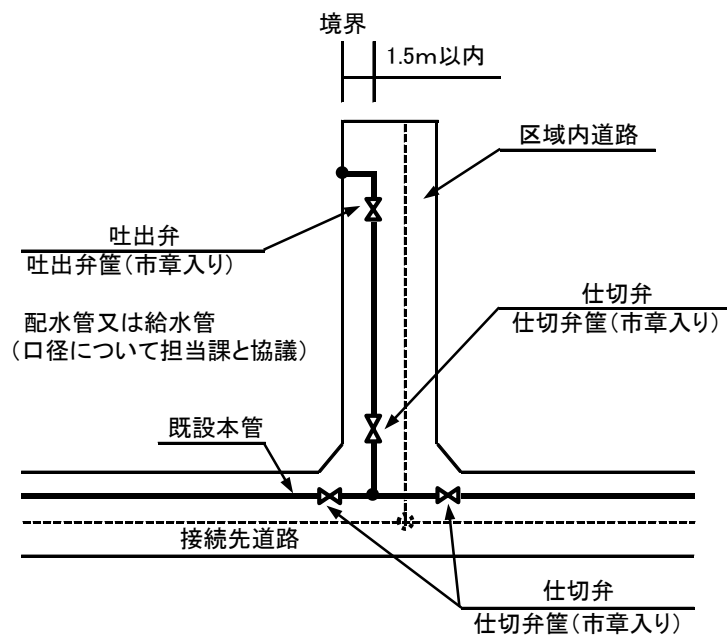 境界
1.5m以内
区域内道路
吐出弁
吐出弁筐（市章入り）
仕切弁
仕切弁筐（市章入り）
配水管又は給水管
（口径について担当課と協議）
既設本管
接続先道路
仕切弁
仕切弁筐（市章入り）